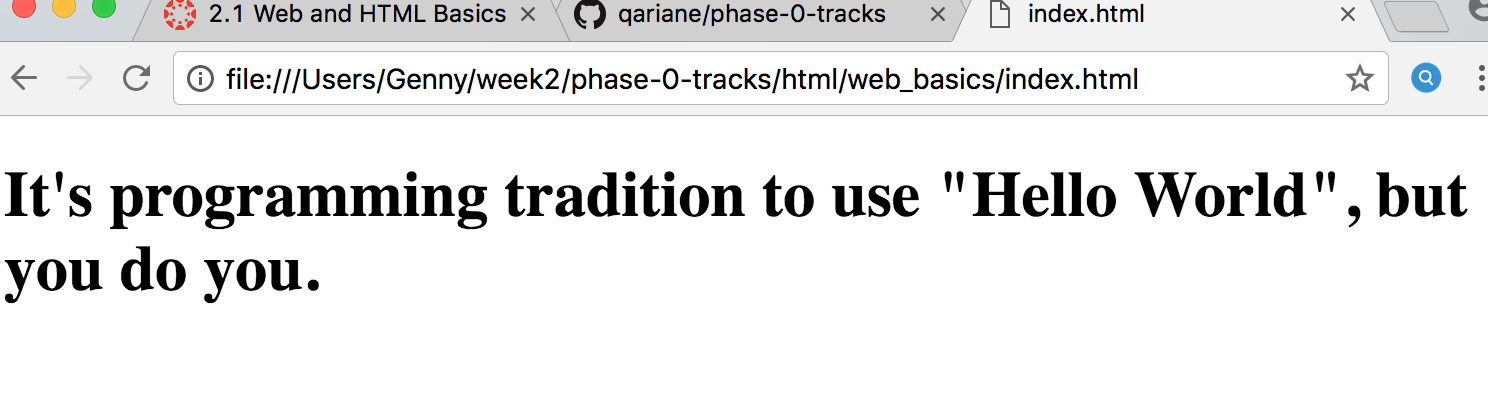 2.1 Web and HTML Basics qariane/phase-0-tracks index.html
file:///Users/Genny/week2/phase-0-tracks/html/web_basics/index.html
It's programming tradition to use "Hello World", but
you do you.